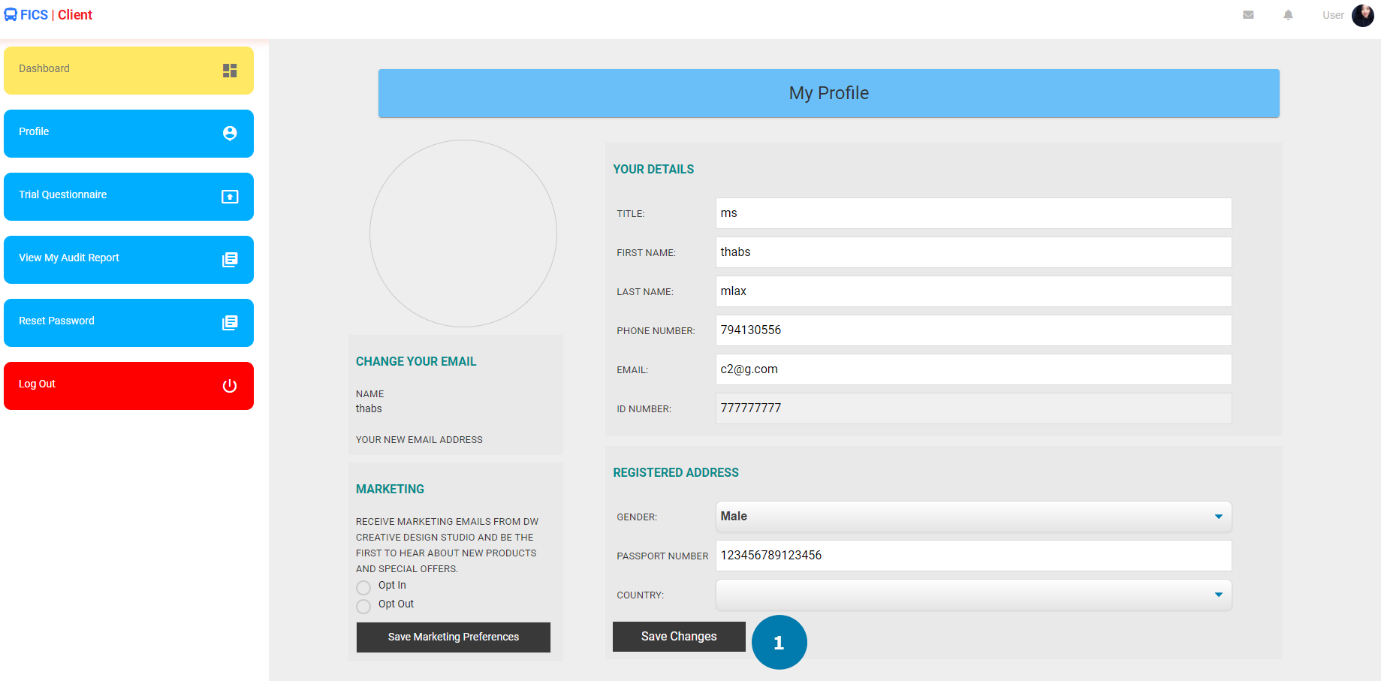 FICS | Client
User
Dashboard
Profile
Trial Questionnaire
View My Audit Report
Reset Password
Log Out
My Profile
CHANGE YOUR EMAIL
NAME
thabs
YOUR NEW EMAIL ADDRESS
MARKETING
RECEIVE MARKETING EMAILS FROM DW
CREATIVE DESIGN STUDIO AND BE THE
FIRST TO HEAR ABOUT NEW PRODUCTS
AND SPECIAL OFFERS.
Opt In
Opt Out
Save Marketing Preferences
YOUR DETAILS
TITLE: ms
FIRST NAME: thabs
LAST NAME: mlax
PHONE NUMBER: 794130556
EMAIL: c2@g.com
ID NUMBER: 777777777
REGISTERED ADDRESS
GENDER: Male
PASSPORT NUMBER 123456789123456
COUNTRY:
Save Changes 1